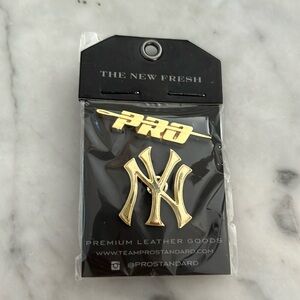 THE NEW FRESH
PRO
NY
PREMIUM LEATHER GOODS
WWW.TEAMPROSTANDARD.COM
@PROSTANDARD